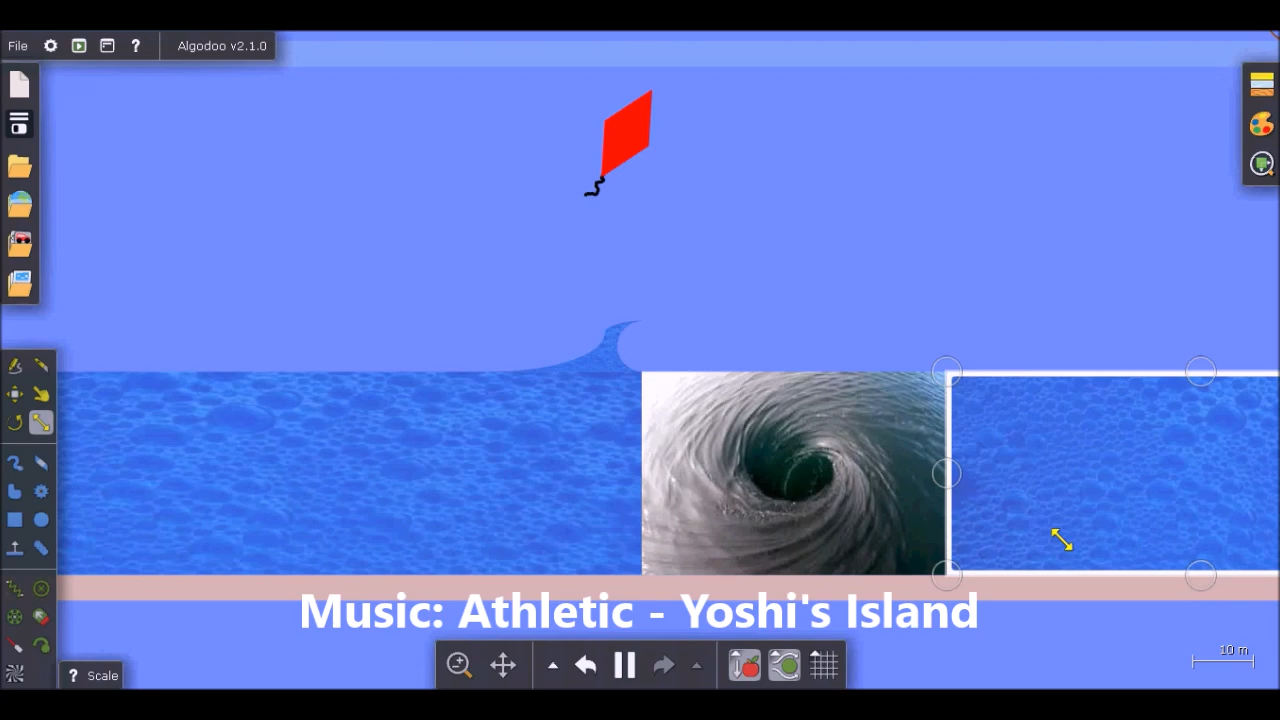 File
?
Algodoo v2.1.0
Music: Athletic - Yoshi's Island
10 m
? Scale